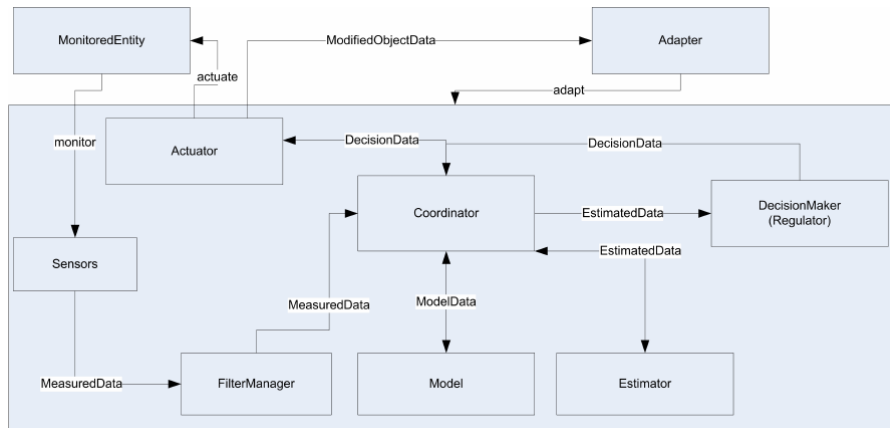 MonitoredEntity
ModifiedObjectData
Adapter
actuate
adapt
monitor
Actuator
DecisionData
DecisionData
Coordinator
EstimatedData
DecisionMaker
(Regulator)
Sensors
EstimatedData
MeasuredData
ModelData
MeasuredData
FilterManager
Model
Estimator